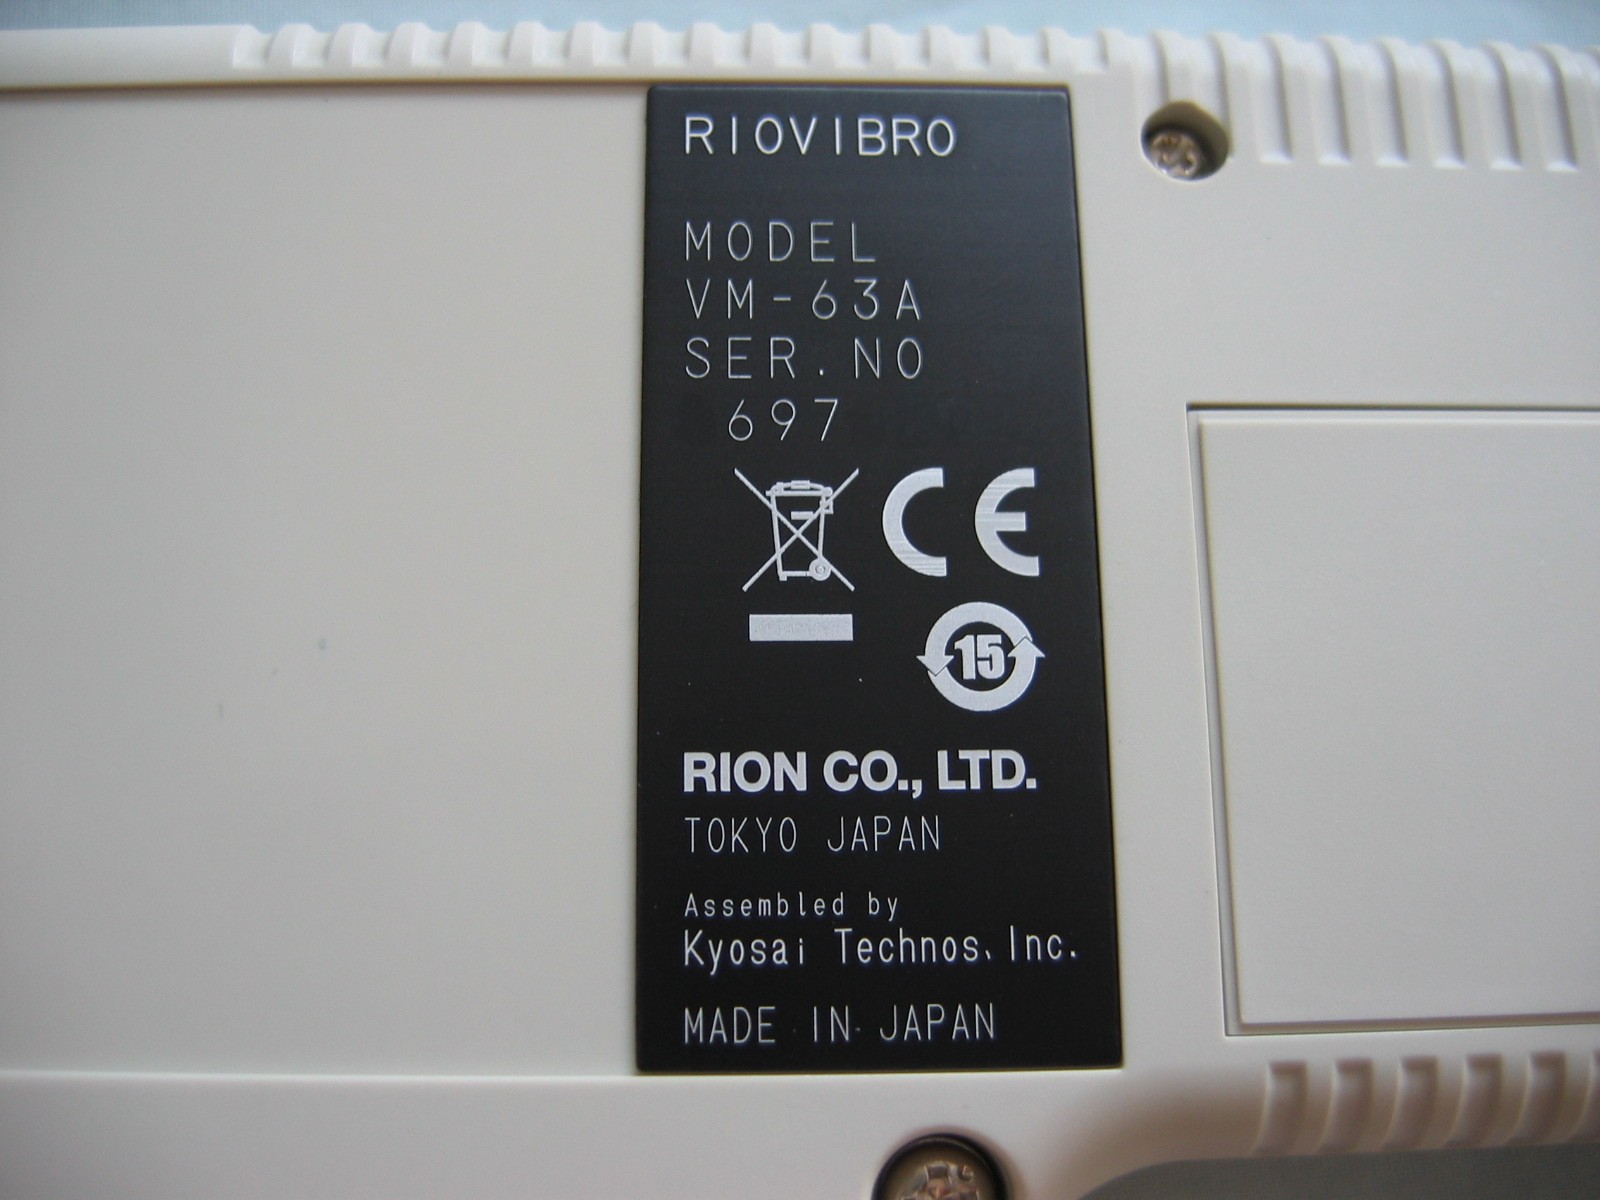 RIOVIBRO
MODEL
VM-63A
SER.NO
697
CE
15
RION CO., LTD.
TOKYO JAPAN
Assembled by
Kyosai Technos, Inc.
MADE IN JAPAN